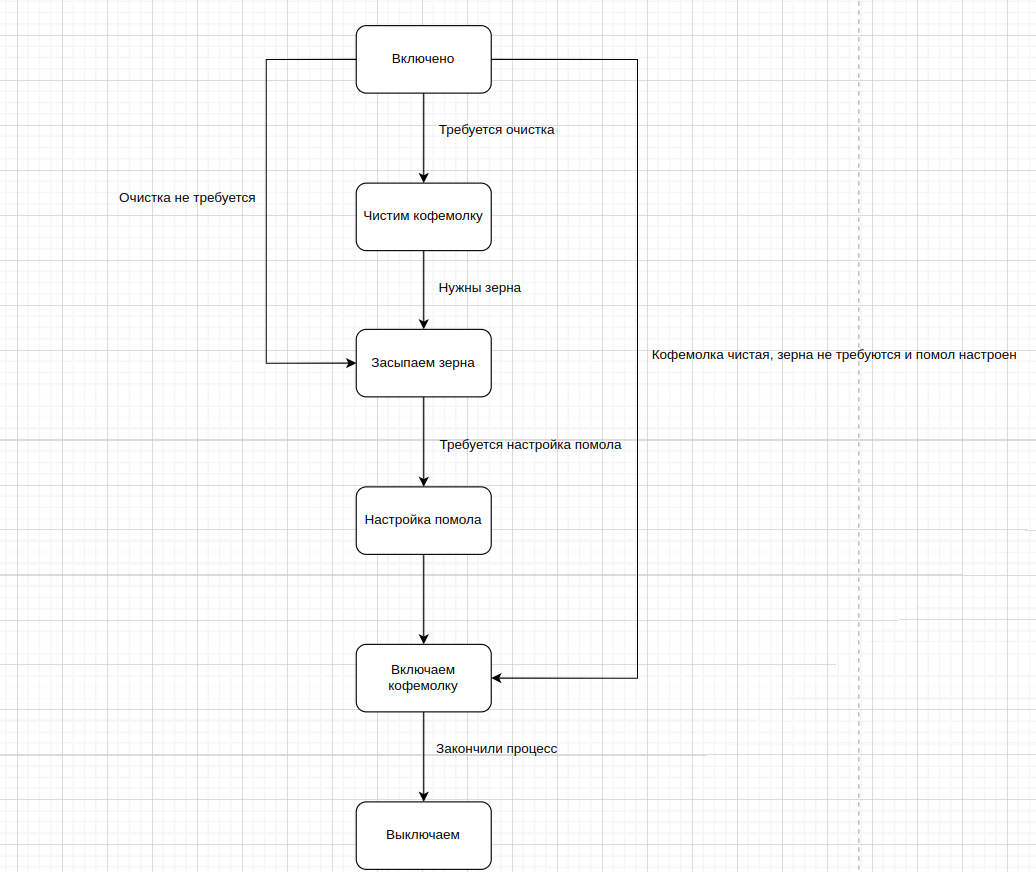 Включено
Требуется очистка
Очистка не требуется
Чистим кофемолку
Нужны зерна
Кофемолка чистая, зерна не требуются и помол настроен
Засыпаем зерна
Требуется настройка помола
Настройка помола
Включаем
кофемолку
Закончили процесс
Выключаем